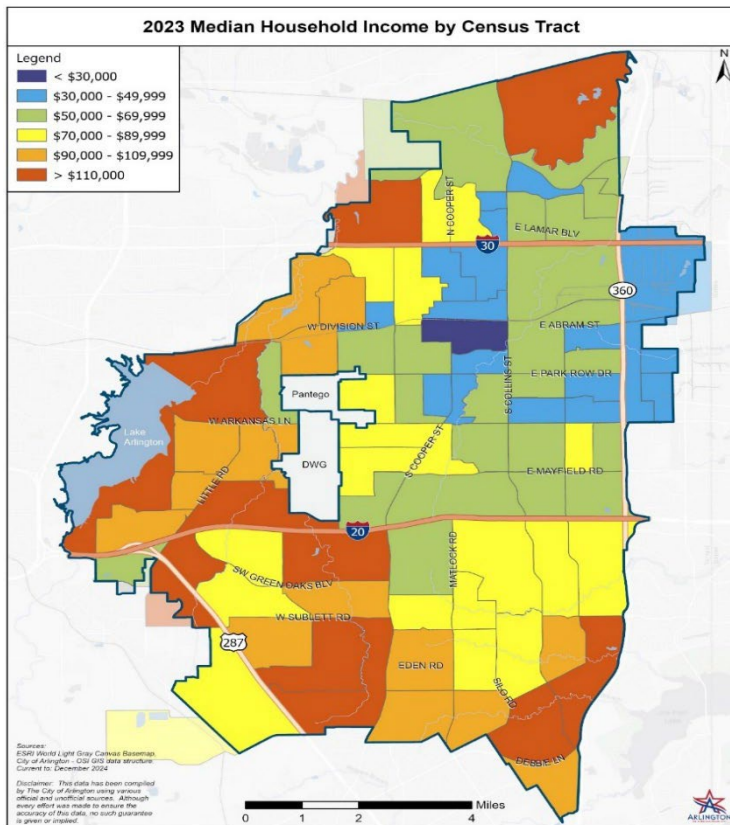 2023 Median Household Income by Census Tract
Legend
< $30,000
$30,000 - $49,999
$50,000 - $69,999
$70,000 - $89,999
$90,000 - $109,999
> $110,000
N
N COOPER ST
E LAMAR BLV
30
360
W DIVISION ST
E ABRAM ST
S COLLINS ST
E PARK ROW DR
Pantego
Lake
Arlington
W ARKANSAS LN
DWG
S COOPER ST
LITTLE RD
E MAYFIELD RD
20
MATLOCK RD
SW GREEN OAKS BLV
W SUBLETT RD
287
EDEN RD
SILO RD
DEBBIE LN
Sources:
ESRI World Light Gray Canvas Basemap,
City of Arlington - OSI GIS data structure.
Current to: December 2024
Disclaimer: This data has been compiled
by The City of Arlington using various
official and unofficial sources. Although
every effort was made to ensure the
accuracy of this data, no such guarantee
is given or implied.
0 1 2 4 Miles
ARLINGTON